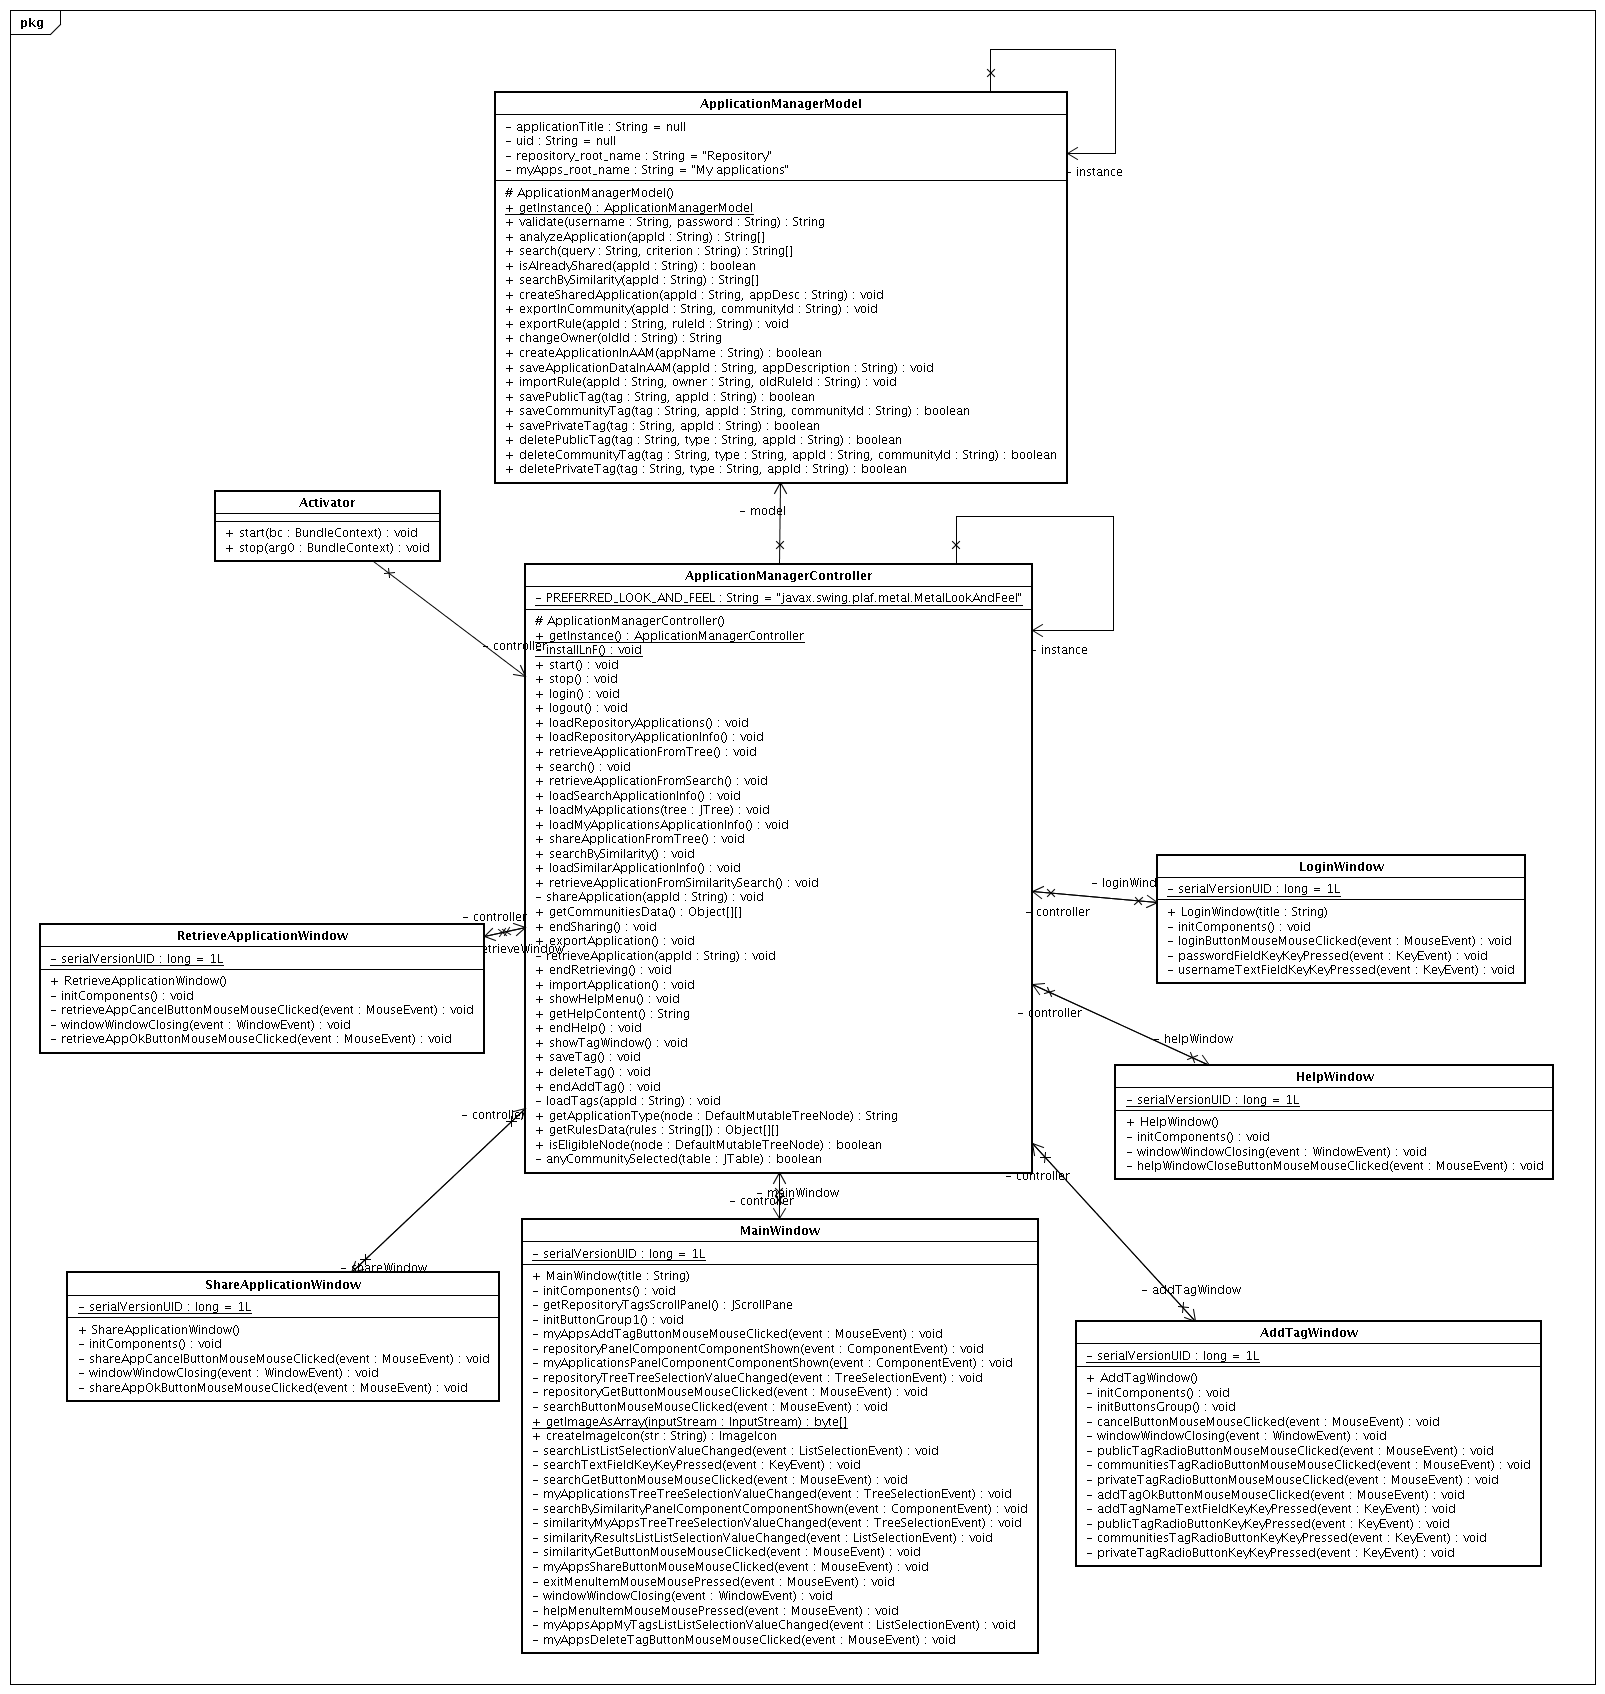 pkg
ApplicationManagerModel
- applicationTitle : String = null
- uid : String = null
- repository_root_name : String = "Repository"
- myApps_root_name : String = "My applications"
# ApplicationManagerModel()
+ getInstance() : ApplicationManagerModel
+ validate(username : String, password : String) : String
+ analyzeApplication(appId : String) : String[]
+ search(query : String, criterion : String) : String[]
+ isAlreadyShared(appId : String) : boolean
+ searchBySimilarity(appId : String) : String[]
+ createSharedApplication(appId : String, appDesc : String) : void
+ exportInCommunity(appId : String, communityId : String) : void
+ exportRule(appId : String, ruleId : String) : void
+ changeOwner(oldId : String) : String
+ createApplicationInAAM(appName : String) : boolean
+ saveApplicationDataInAAM(appId : String, appDescription : String) : void
+ importRule(appId : String, owner : String, oldRuleId : String) : void
+ savePublicTag(tag : String, appId : String) : boolean
+ saveCommunityTag(tag : String, appId : String, communityId : String) : boolean
+ savePrivateTag(tag : String, appId : String) : boolean
+ deletePublicTag(tag : String, type : String, appId : String) : boolean
+ deleteCommunityTag(tag : String, type : String, appId : String, communityId : String) : boolean
+ deletePrivateTag(tag : String, type : String, appId : String) : boolean
- instance
- model
Activator
+ start(bc : BundleContext) : void
+ stop(arg0 : BundleContext) : void
- controller
ApplicationManagerController
- PREFERRED_LOOK_AND_FEEL : String = "javax.swing.plaf.metal.MetalLookAndFeel"
# ApplicationManagerController()
+ getInstance() : ApplicationManagerController
- installLnF() : void
+ start() : void
+ stop() : void
+ login() : void
+ logout() : void
+ loadRepositoryApplications() : void
+ loadRepositoryApplicationInfo() : void
+ retrieveApplicationFromTree() : void
+ search() : void
+ retrieveApplicationFromSearch() : void
+ loadSearchApplicationInfo() : void
+ loadMyApplications(tree : JTree) : void
+ loadMyApplicationsApplicationInfo() : void
+ shareApplicationFromTree() : void
+ searchBySimilarity() : void
+ loadSimilarApplicationInfo() : void
+ retrieveApplicationFromSimilaritySearch() : void
- shareApplication(appId : String) : void
+ getCommunitiesData() : Object[][]
+ endSharing() : void
+ exportApplication() : void
- retrieveApplication(appId : String) : void
+ endRetrieving() : void
+ importApplication() : void
+ showHelpMenu() : void
+ getHelpContent() : String
+ endHelp() : void
+ showTagWindow() : void
+ saveTag() : void
+ deleteTag() : void
+ endAddTag() : void
- loadTags(appId : String) : void
+ getApplicationType(node : DefaultMutableTreeNode) : String
+ getRulesData(rules : String[]) : Object[][]
+ isEligibleNode(node : DefaultMutableTreeNode) : boolean
- anyCommunitySelected(table : JTable) : boolean
- instance
- controller
etrieveWindow
RetrieveApplicationWindow
- serialVersionUID : long = 1L
+ RetrieveApplicationWindow()
- initComponents() : void
- retrieveAppCancelButtonMouseMouseClicked(event : MouseEvent) : void
- windowWindowClosing(event : WindowEvent) : void
- retrieveAppOkButtonMouseMouseClicked(event : MouseEvent) : void
- loginWind
- controller
LoginWindow
- serialVersionUID : long = 1L
+ LoginWindow(title : String)
- initComponents() : void
- loginButtonMouseMouseClicked(event : MouseEvent) : void
- passwordFieldKeyKeyPressed(event : KeyEvent) : void
- usernameTextFieldKeyKeyPressed(event : KeyEvent) : void
- controller
- helpWindow
HelpWindow
- serialVersionUID : long = 1L
+ HelpWindow()
- initComponents() : void
- windowWindowClosing(event : WindowEvent) : void
- helpWindowCloseButtonMouseMouseClicked(event : MouseEvent) : void
- controller
- shareWindow
ShareApplicationWindow
- serialVersionUID : long = 1L
+ ShareApplicationWindow()
- initComponents() : void
- shareAppCancelButtonMouseMouseClicked(event : MouseEvent) : void
- windowWindowClosing(event : WindowEvent) : void
- shareAppOkButtonMouseMouseClicked(event : MouseEvent) : void
- mainWindow
- controller
MainWindow
- serialVersionUID : long = 1L
+ MainWindow(title : String)
- initComponents() : void
- getRepositoryTagsScrollPanel() : JScrollPane
- initButtonGroup1() : void
- myAppsAddTagButtonMouseMouseClicked(event : MouseEvent) : void
- repositoryPanelComponentComponentShown(event : ComponentEvent) : void
- myApplicationsPanelComponentComponentShown(event : ComponentEvent) : void
- repositoryTreeTreeSelectionValueChanged(event : TreeSelectionEvent) : void
- repositoryGetButtonMouseMouseClicked(event : MouseEvent) : void
- searchButtonMouseMouseClicked(event : MouseEvent) : void
+ getImageAsArray(inputStream : InputStream) : byte[]
+ createImageIcon(str : String) : ImageIcon
- searchListListSelectionValueChanged(event : ListSelectionEvent) : void
- searchTextFieldKeyKeyPressed(event : KeyEvent) : void
- searchGetButtonMouseMouseClicked(event : MouseEvent) : void
- myApplicationsTreeTreeSelectionValueChanged(event : TreeSelectionEvent) : void
- searchBySimilarityPanelComponentComponentShown(event : ComponentEvent) : void
- similarityMyAppsTreeTreeSelectionValueChanged(event : TreeSelectionEvent) : void
- similarityResultsListListSelectionValueChanged(event : ListSelectionEvent) : void
- similarityGetButtonMouseMouseClicked(event : MouseEvent) : void
- myAppsShareButtonMouseMouseClicked(event : MouseEvent) : void
- exitMenuItemMouseMousePressed(event : MouseEvent) : void
- windowWindowClosing(event : WindowEvent) : void
- helpMenuItemMouseMousePressed(event : MouseEvent) : void
- myAppsAppMyTagsListListSelectionValueChanged(event : ListSelectionEvent) : void
- myAppsDeleteTagButtonMouseMouseClicked(event : MouseEvent) : void
- controller
- addTagWindow
AddTagWindow
- serialVersionUID : long = 1L
+ AddTagWindow()
- initComponents() : void
- initButtonsGroup() : void
- cancelButtonMouseMouseClicked(event : MouseEvent) : void
- windowWindowClosing(event : WindowEvent) : void
- publicTagRadioButtonMouseMouseClicked(event : MouseEvent) : void
- communitiesTagRadioButtonMouseMouseClicked(event : MouseEvent) : void
- privateTagRadioButtonMouseMouseClicked(event : MouseEvent) : void
- addTagOkButtonMouseMouseClicked(event : MouseEvent) : void
- addTagNameTextFieldKeyKeyPressed(event : KeyEvent) : void
- publicTagRadioButtonKeyKeyPressed(event : KeyEvent) : void
- communitiesTagRadioButtonKeyKeyPressed(event : KeyEvent) : void
- privateTagRadioButtonKeyKeyPressed(event : KeyEvent) : void